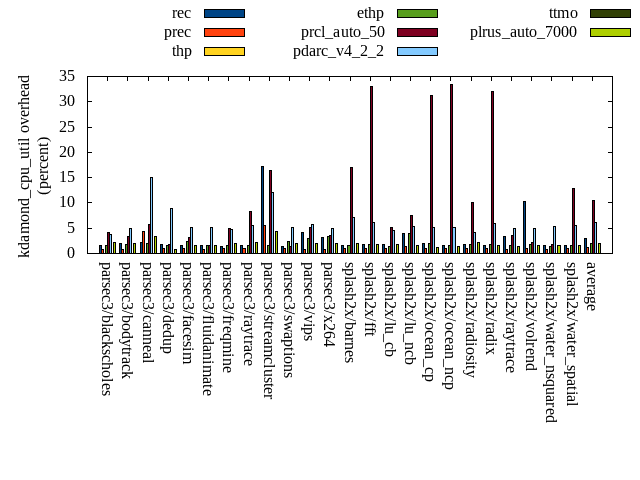 rec
prec
thp
ethp
prcl_auto_50
pdarc_v4_2_2
ttmo
plrus_auto_7000
kdamond_cpu_util overhead
(percent)
35
30
25
20
15
10
5
0
parsec3/blackscholes
parsec3/bodytrack
parsec3/canneal
parsec3/dedup
parsec3/facesim
parsec3/fluidanimate
parsec3/freqmine
parsec3/raytrace
parsec3/streamcluster
parsec3/swaptions
parsec3/vips
parsec3/x264
splash2x/barnes
splash2x/fft
splash2x/lu_cb
splash2x/lu_ncb
splash2x/ocean_cp
splash2x/ocean_ncp
splash2x/radiosity
splash2x/radix
splash2x/raytrace
splash2x/volrend
splash2x/water_nsquared
splash2x/water_spatial
average